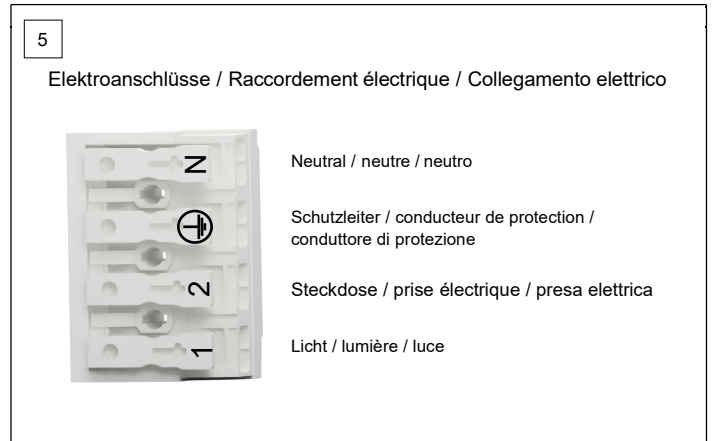 5
Elektroanschlüsse / Raccordement électrique / Collegamento elettrico
N
Neutral / neutre / neutro
Schutzleiter / conducteur de protection /
conduttore di protezione
2
Steckdose / prise électrique / presa elettrica
1
Licht / lumière / luce